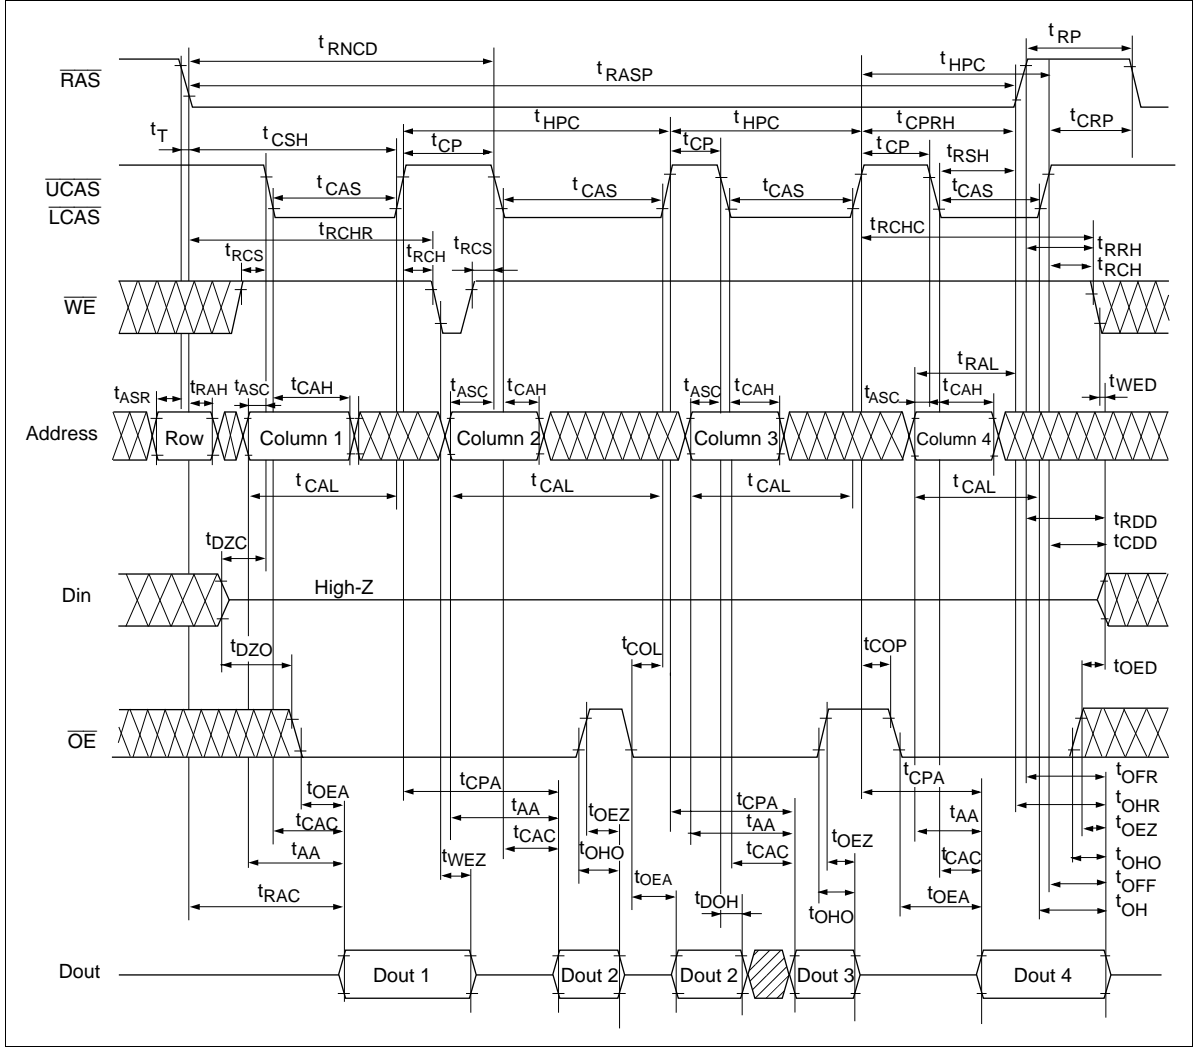 tRP
tRNCD
tHPC
RAS
tRASP
tT
tCSH
tHPC
tHPC
tCPRH
tCRP
tCP
tCP
tCP
tRSH
UCAS
LCAS
tCAS
tCAS
tCAS
tCAS
tRCHR
tRCHC
tRCS
tRCH
tRCS
tRRH
tRCH
WE
tRAL
tASR
tRAH
tASC
tCAH
tASC
tCAH
tASC
tCAH
tASC
tCAH
tWED
Address
Row
Column 1
Column 2
Column 3
Column 4
tCAL
tCAL
tCAL
tCAL
tRDD
tCDD
tDZC
Din
High-Z
tDZO
tCOL
tCOP
tOED
OE
tOEA
tCPA
tCPA
tCPA
tOFR
tOHR
tCAC
tAA
tOEZ
tAA
tOEZ
tAA
tOEZ
tAA
tCAC
tWEZ
tOHO
tCAC
tCAC
tOHO
tOEA
tRAC
tDOH
tOHO
tOEA
tOFF
tOH
Dout
Dout 1
Dout 2
Dout 2
Dout 3
Dout 4